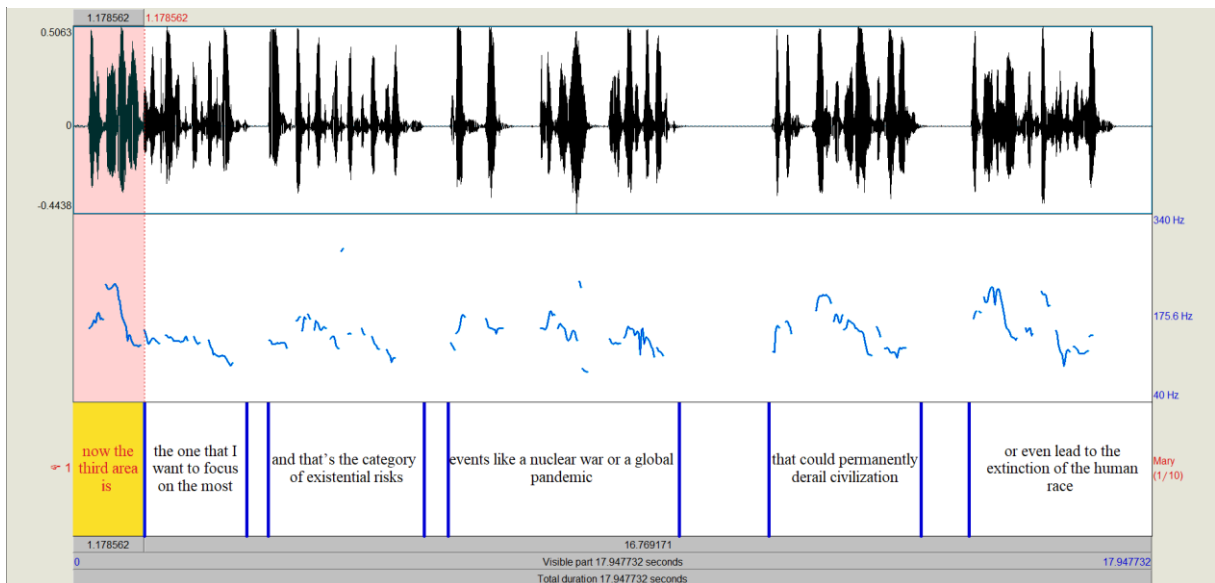 1.178562 1.178562
0.5063
0
-0.4438
340 Hz
175.6 Hz
40 Hz
☞ 1
now the
third area
is
the one that I
want to focus
on the most
and that's the category
of existential risks
events like a nuclear war or a global
pandemic
that could permanently
derail civilization
or even lead to the
extinction of the human
race
Mary
(1/10)
1.178562 16.769171
0 Visible part 17.947732 seconds 17.947732
Total duration 17.947732 seconds